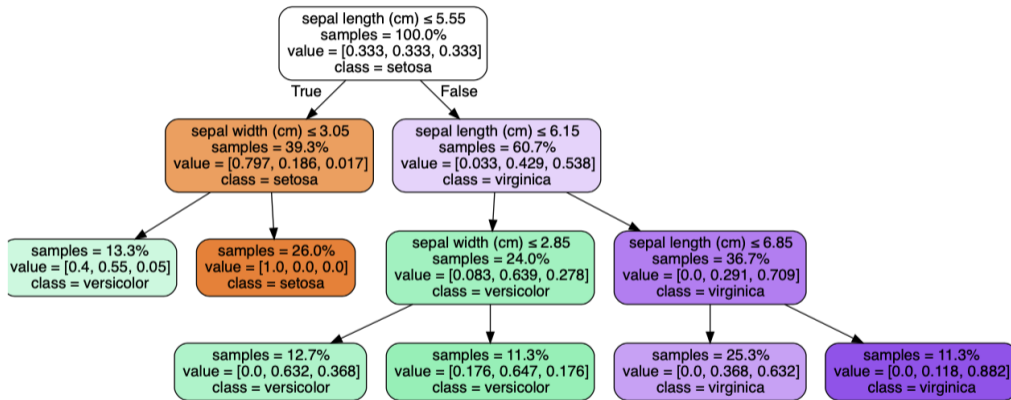 sepal length (cm) ≤ 5.55
samples = 100.0%
value = [0.333, 0.333, 0.333]
class = setosa
True
False
sepal width (cm) ≤ 3.05
samples = 39.3%
value = [0.797, 0.186, 0.017]
class = setosa
sepal length (cm) ≤ 6.15
samples = 60.7%
value = [0.033, 0.429, 0.538]
class = virginica
samples = 13.3%
value = [0.4, 0.55, 0.05]
class = versicolor
samples = 26.0%
value = [1.0, 0.0, 0.0]
class = setosa
sepal width (cm) ≤ 2.85
samples = 24.0%
value = [0.083, 0.639, 0.278]
class = versicolor
sepal length (cm) ≤ 6.85
samples = 36.7%
value = [0.0, 0.291, 0.709]
class = virginica
samples = 12.7%
value = [0.0, 0.632, 0.368]
class = versicolor
samples = 11.3%
value = [0.176, 0.647, 0.176]
class = versicolor
samples = 25.3%
value = [0.0, 0.368, 0.632]
class = virginica
samples = 11.3%
value = [0.0, 0.118, 0.882]
class = virginica